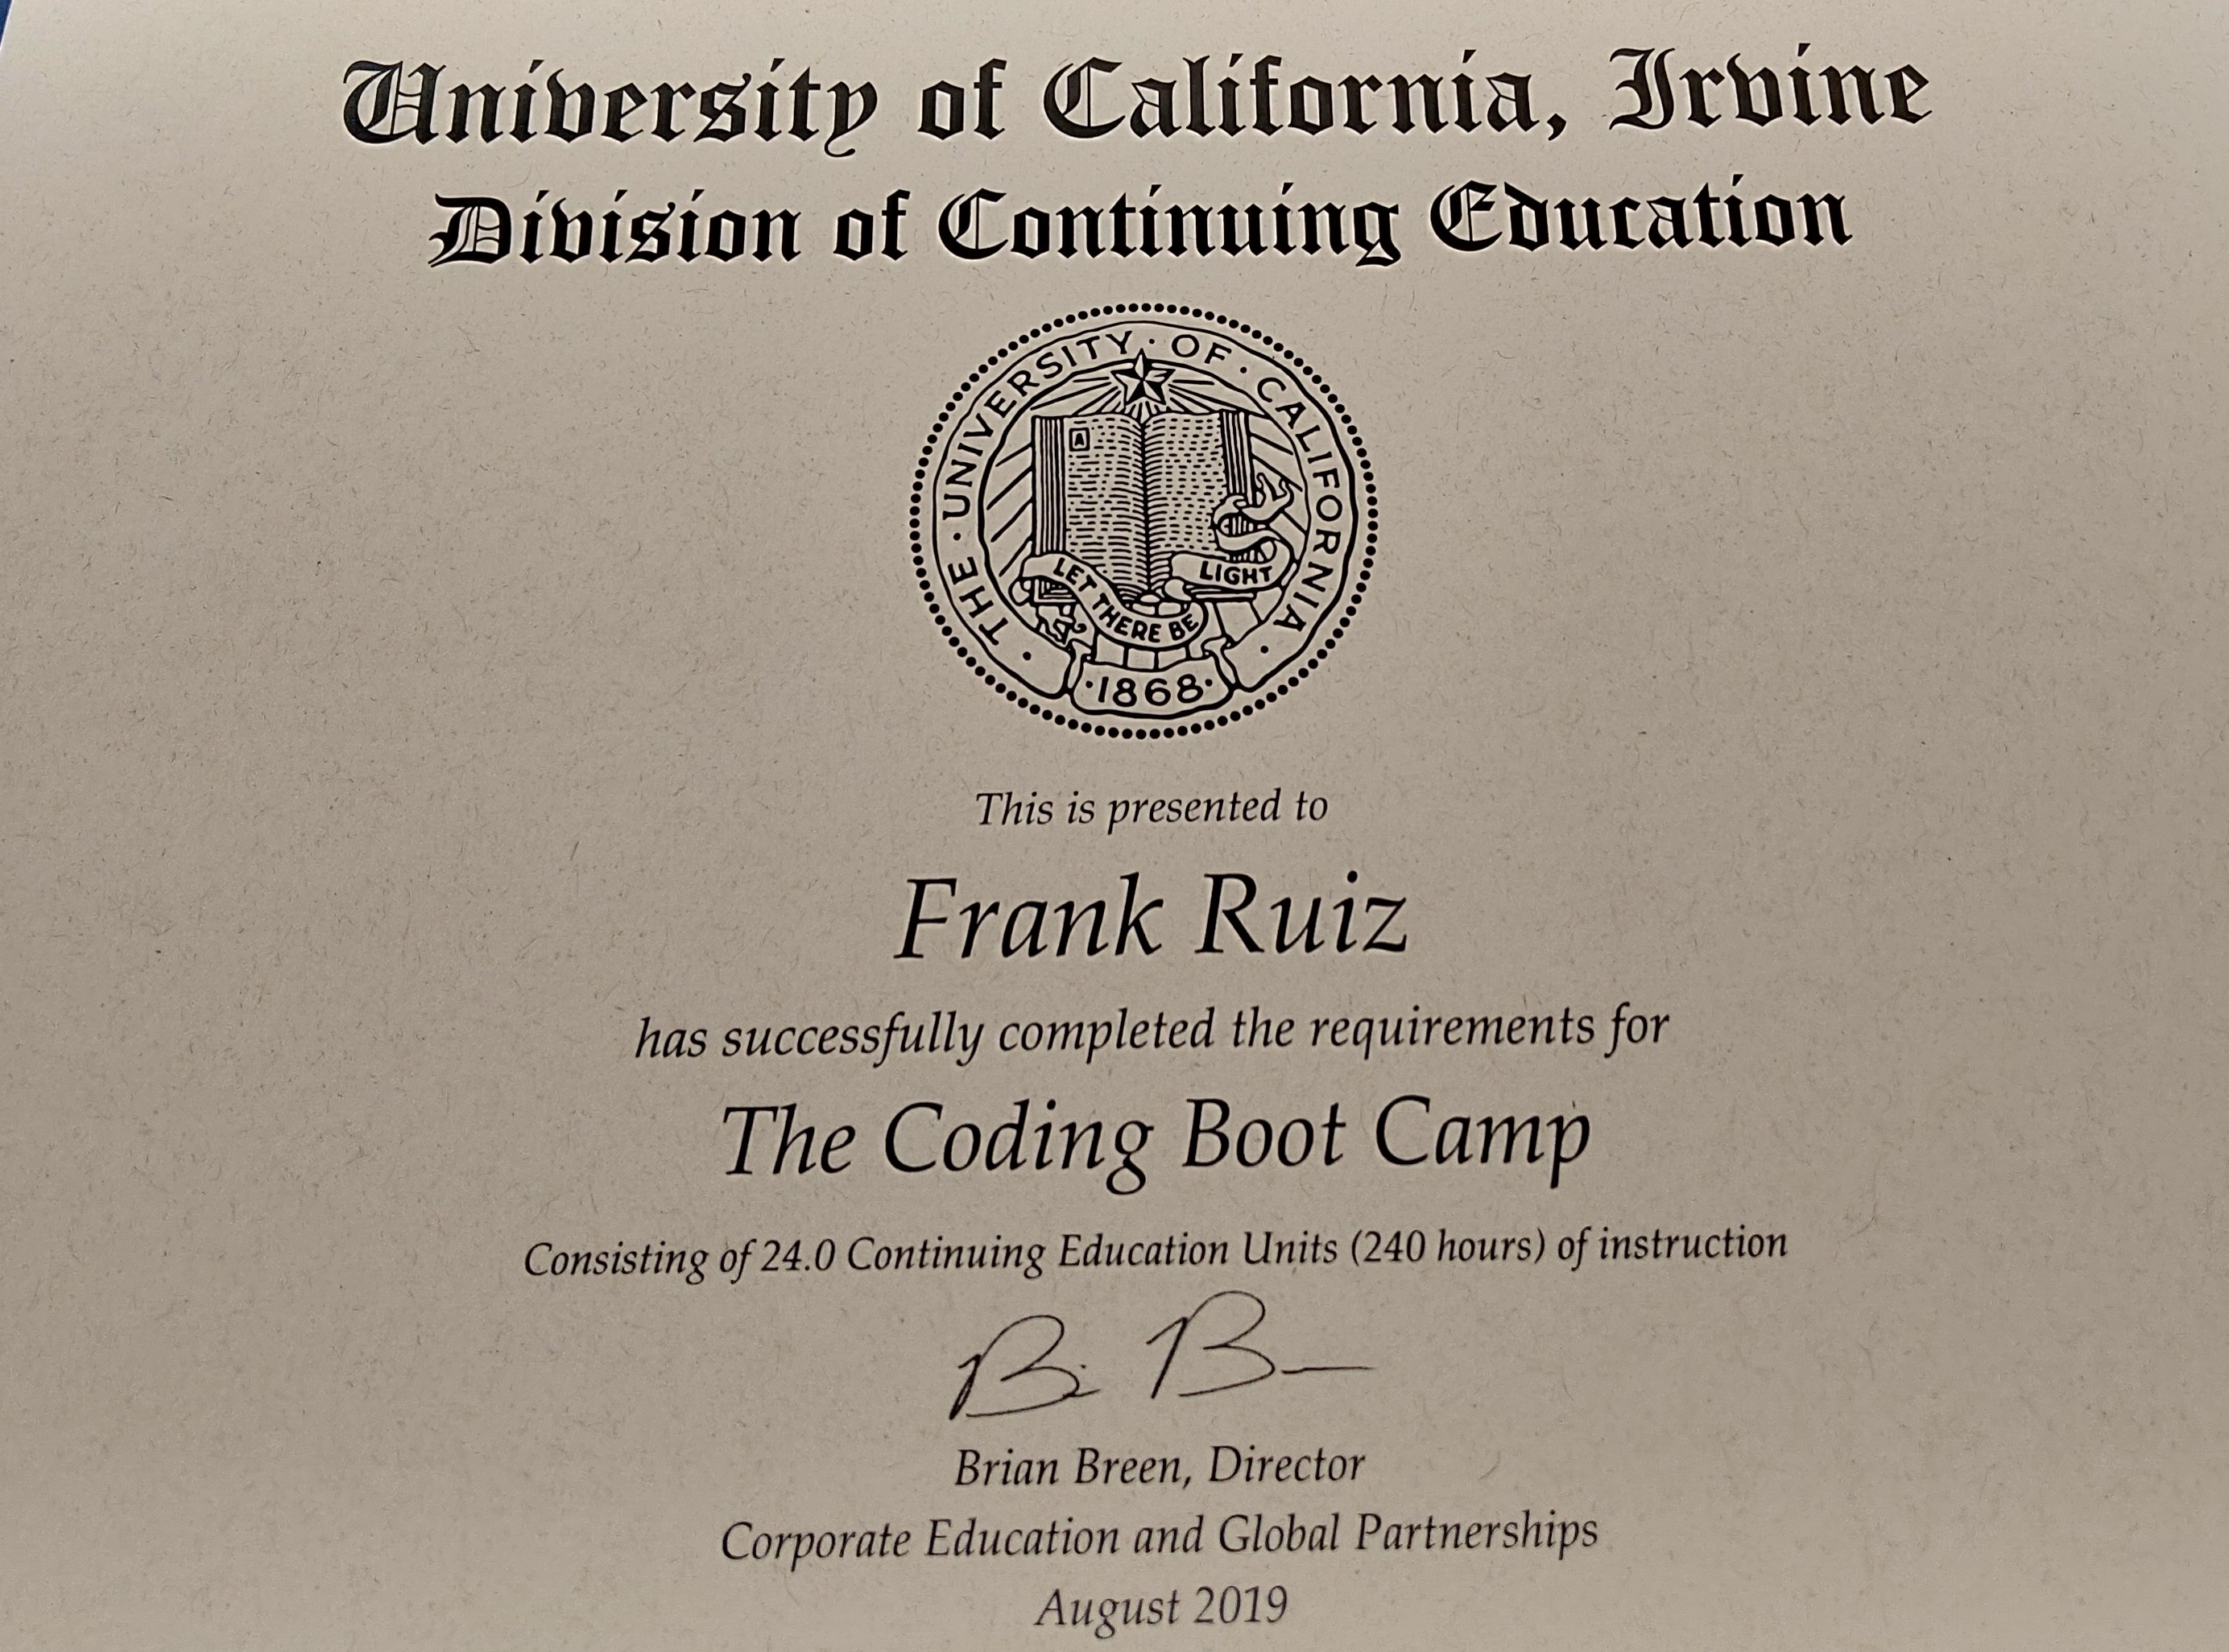 University of California, Irvine
Division of Continuing Education
· THE · UNIVERSITY · OF · CALIFORNIA ·
A
LET THERE BE LIGHT
·1868·
This is presented to
Frank Ruiz
has successfully completed the requirements for
The Coding Boot Camp
Consisting of 24.0 Continuing Education Units (240 hours) of instruction
Brian Breen, Director
Corporate Education and Global Partnerships
August 2019